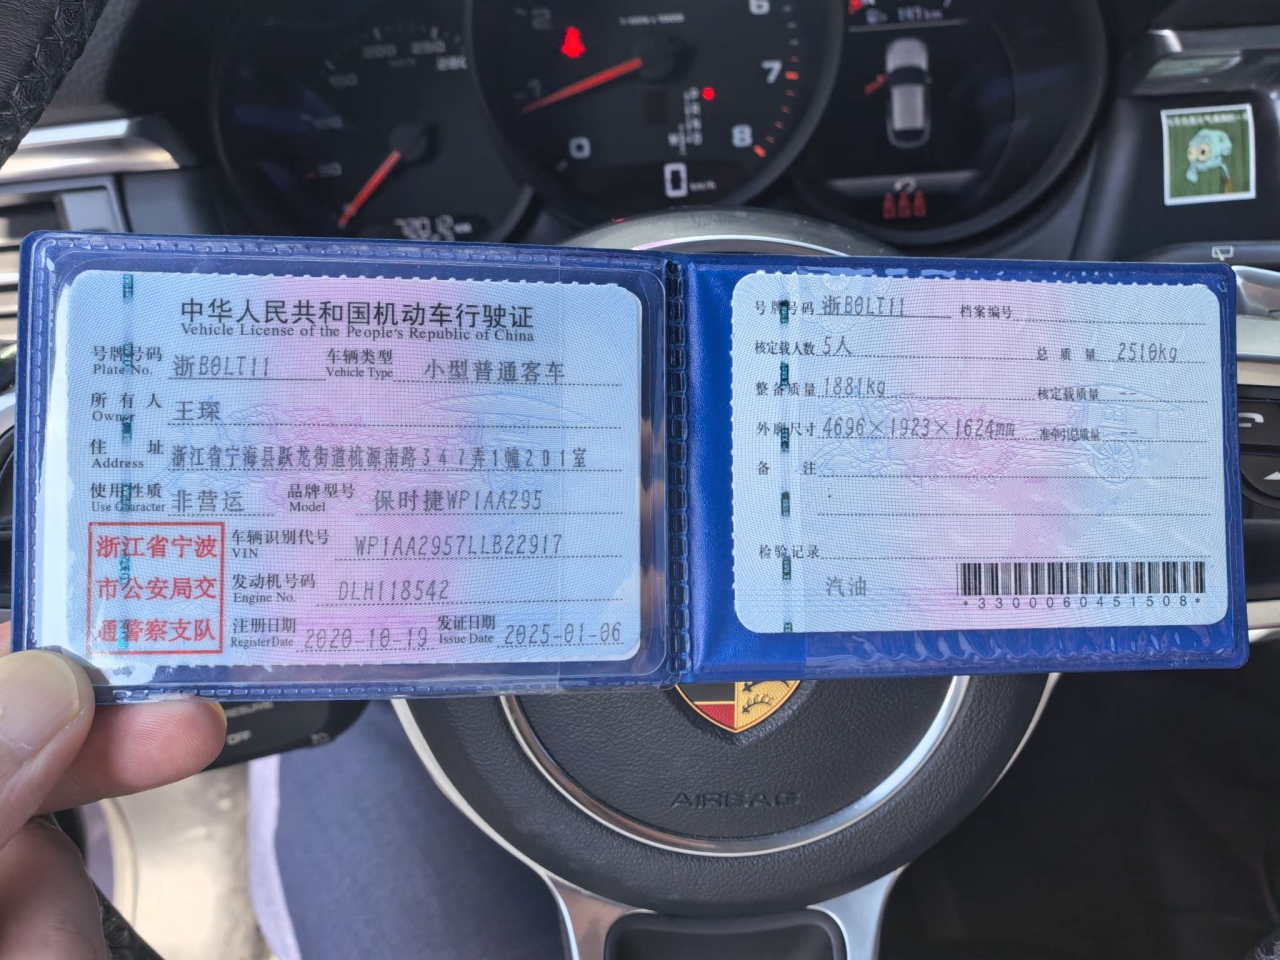 中华人民共和国机动车行驶证
Vehicle License of the People's Republic of China
号牌号码 浙B0LT11 车辆类型 小型普通客车
Plate No. Vehicle Type
所有人 王琛
Owner
住址 浙江省宁海县跃龙街道桃源南路347弄1幢201室
Address
使用性质 非营运 品牌型号 保时捷WP1AA295
Use Character Model
浙江省宁波
市公安局交
通警察支队
车辆识别代号 WP1AA2957LLB22917
VIN
发动机号码 DLH118542
Engine No.
注册日期 2020-10-19 发证日期 2025-01-06
Register Date Issue Date
号牌号码 浙B0LT11 档案编号
核定载人数 5人 总质量 2510kg
整备质量 1881kg 核定载质量 --
外廓尺寸 4696×1923×1624mm 准牵引总质量
备注
检验记录
汽油
*3300060451508*
AIRBAG
OFF
0
1
2
6
7
8
0 km/h